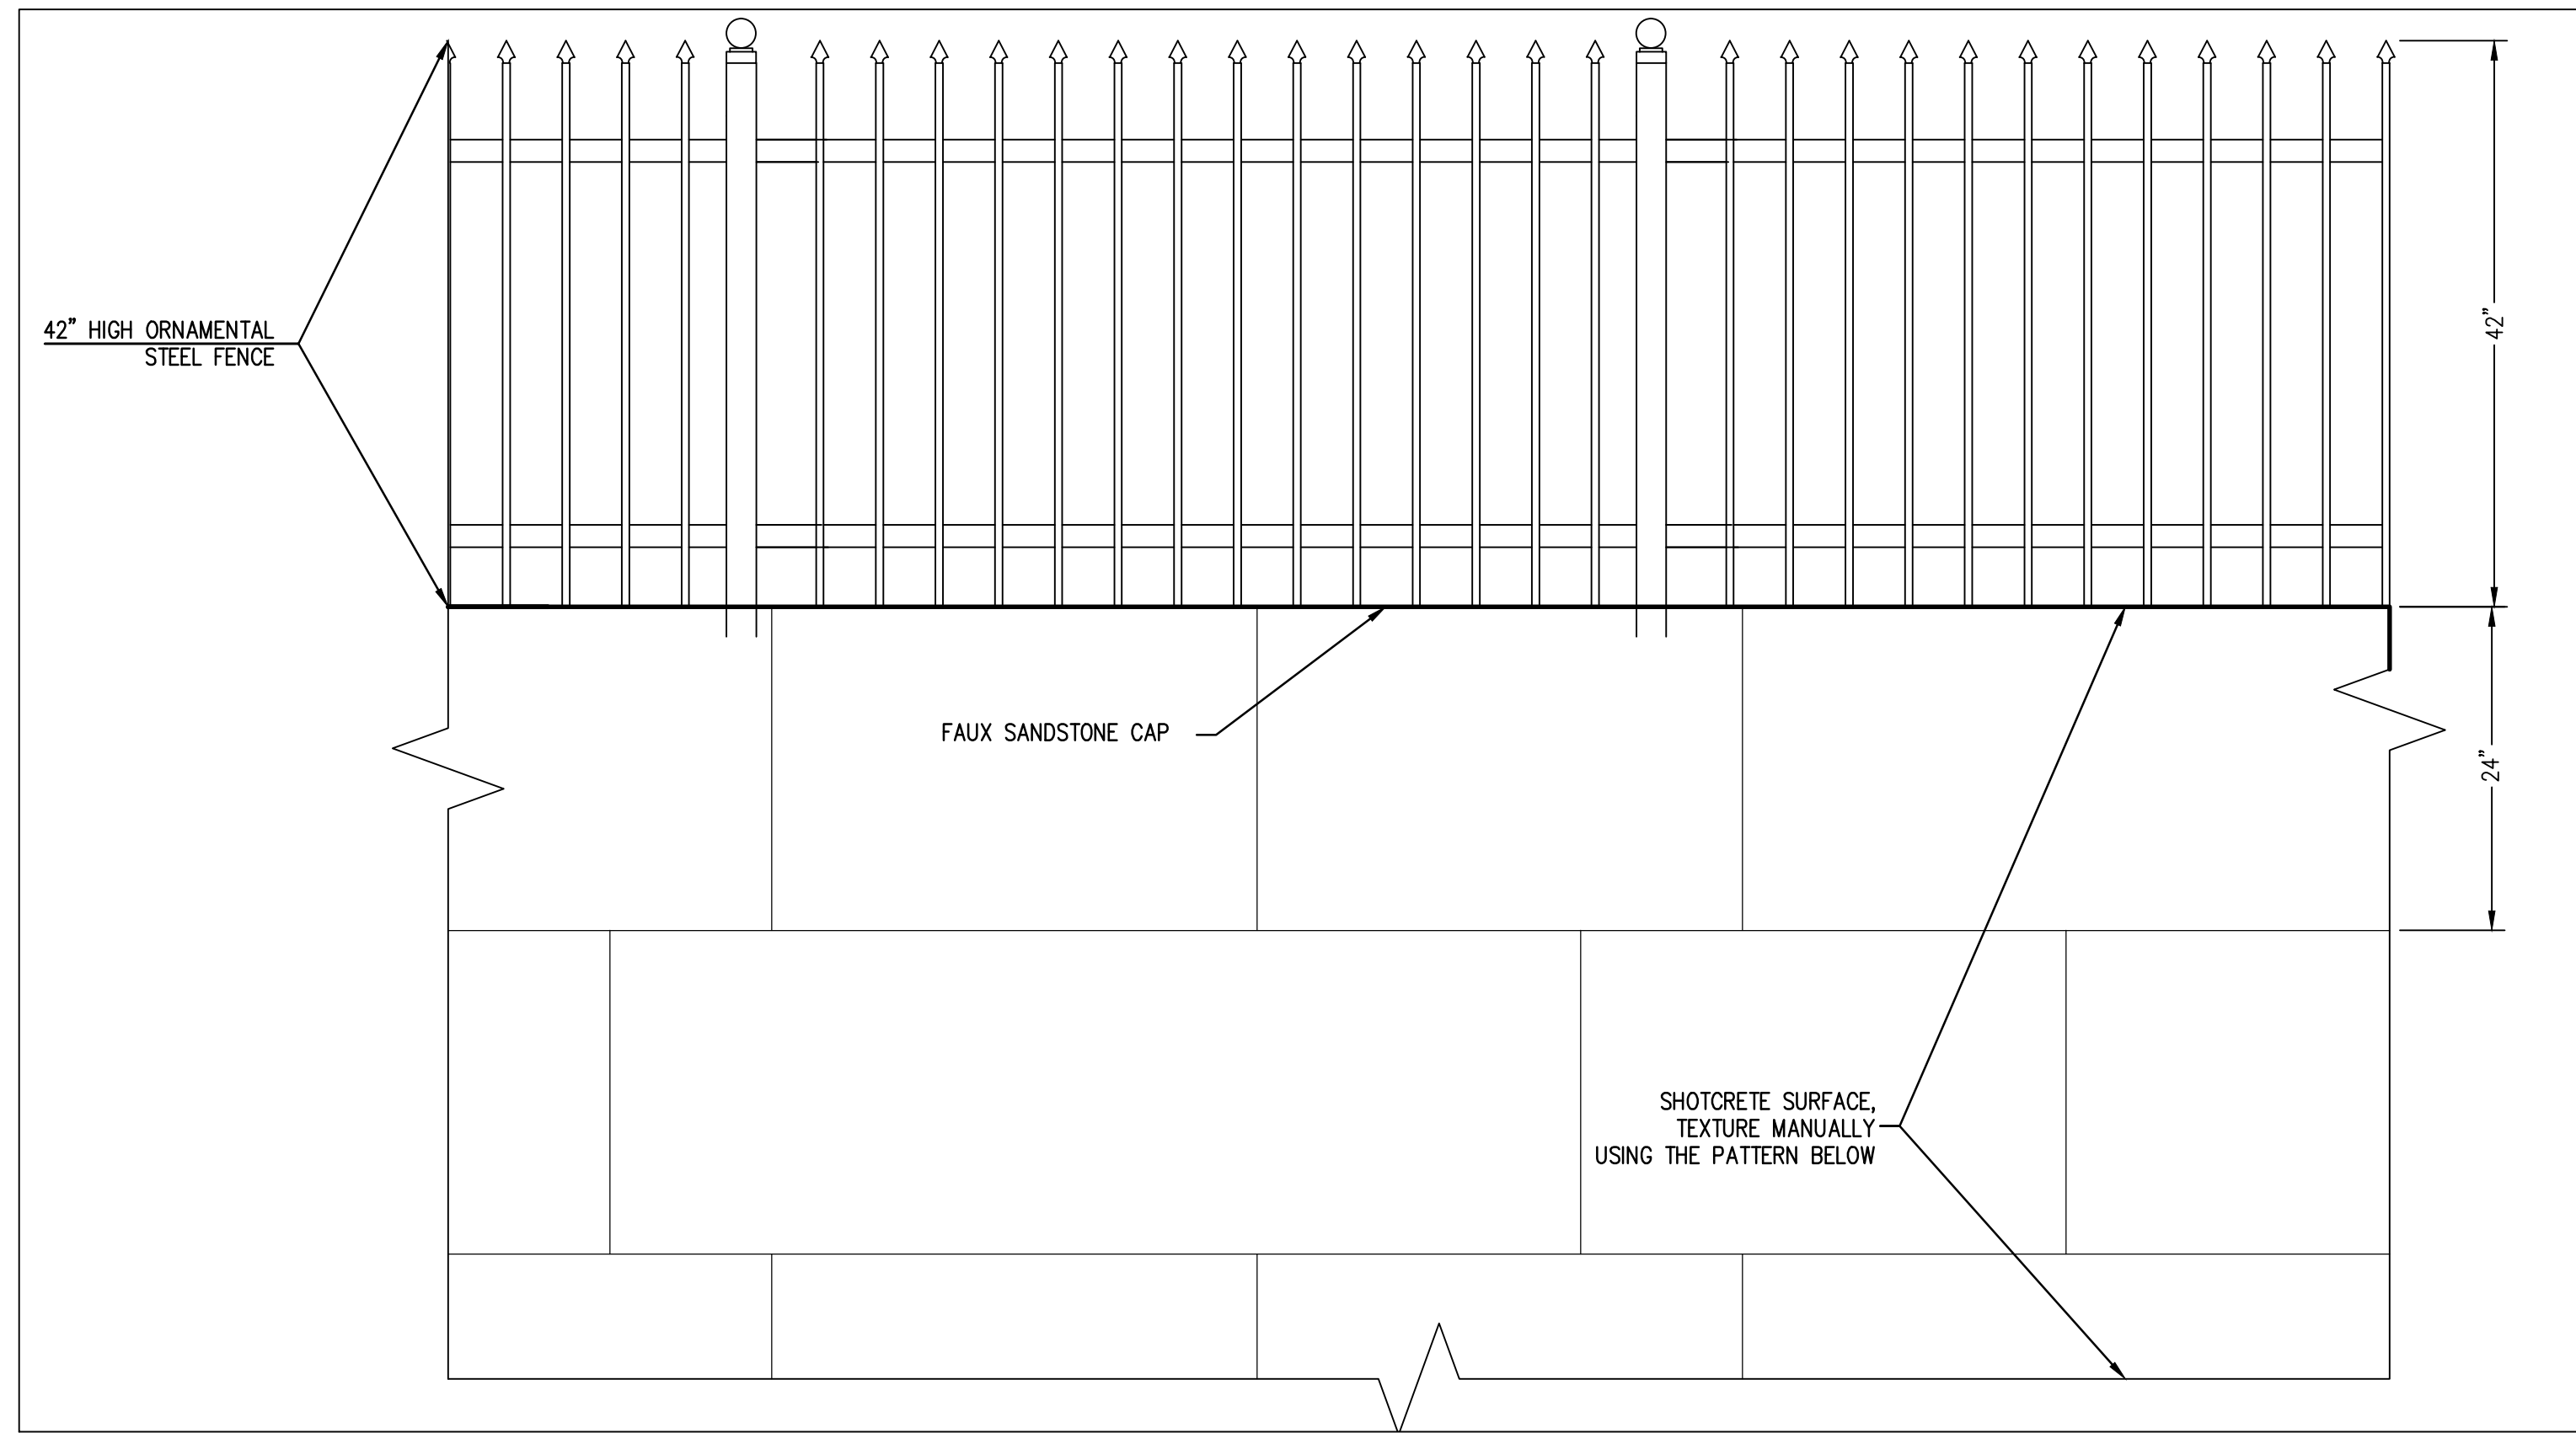 42” HIGH ORNAMENTAL
STEEL FENCE
42”
FAUX SANDSTONE CAP
24”
SHOTCRETE SURFACE,
TEXTURE MANUALLY
USING THE PATTERN BELOW